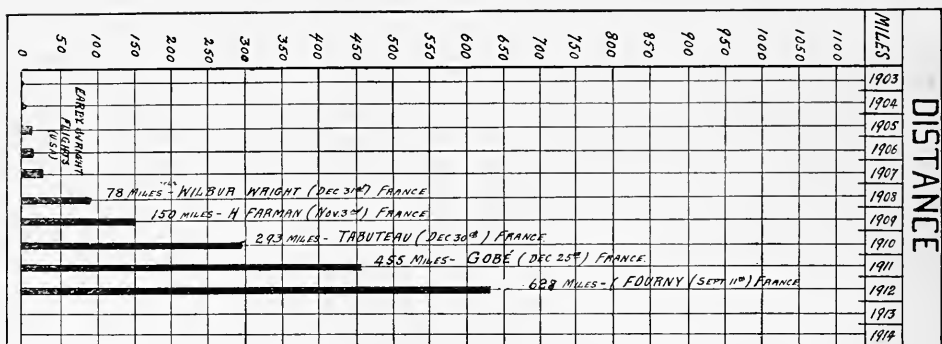 DISTANCE
MILES
0 50 100 150 200 250 300 350 400 450 500 550 600 650 700 750 800 850 900 950 1000 1050 1100
1903
1904
1905
1906
1907
EARLY WRIGHT
FLIGHTS
(USA)
78 MILES - WILBUR WRIGHT (DEC 31st) FRANCE
1908
150 MILES - H FARMAN (NOV. 3rd) FRANCE
1909
293 MILES - TABUTEAU (DEC 30th) FRANCE
1910
455 MILES - GOBÉ (DEC 25th) FRANCE.
1911
628 MILES - ( FOURNY (SEPT 11th) FRANCE
1912
1913
1914